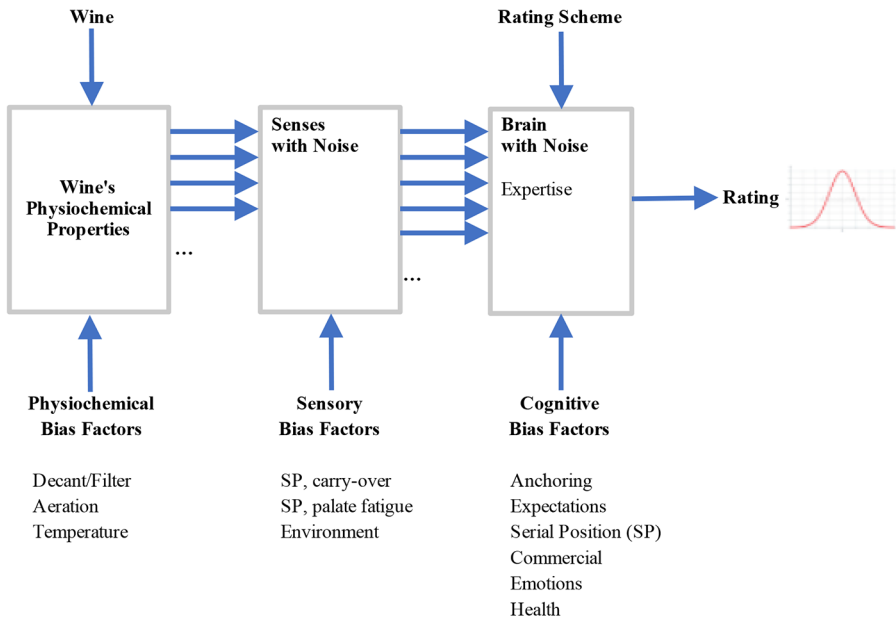 Wine
Rating Scheme
Wine's
Physiochemical
Properties
...
Senses
with Noise
...
Brain
with Noise
Expertise
Rating
Physiochemical
Bias Factors
Decant/Filter
Aeration
Temperature
Sensory
Bias Factors
SP, carry-over
SP, palate fatigue
Environment
Cognitive
Bias Factors
Anchoring
Expectations
Serial Position (SP)
Commercial
Emotions
Health